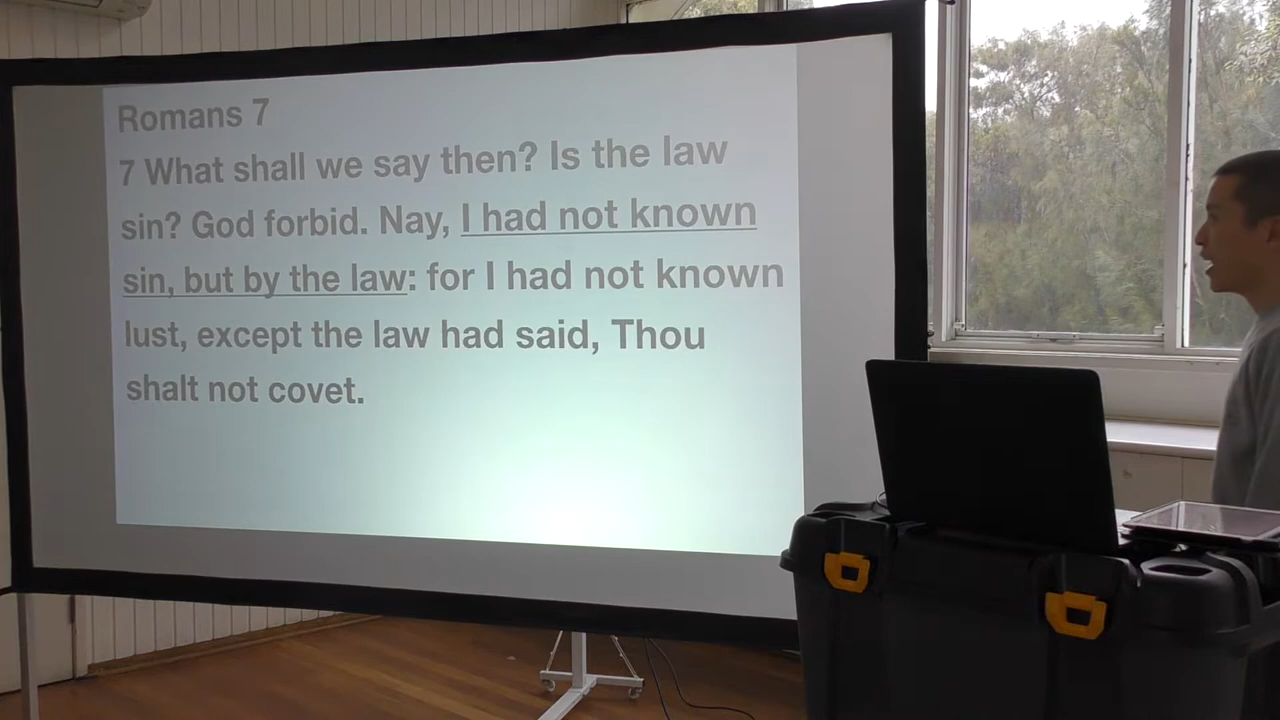 Romans 7
7 What shall we say then? Is the law
sin? God forbid. Nay, I had not known
sin, but by the law: for I had not known
lust, except the law had said, Thou
shalt not covet.